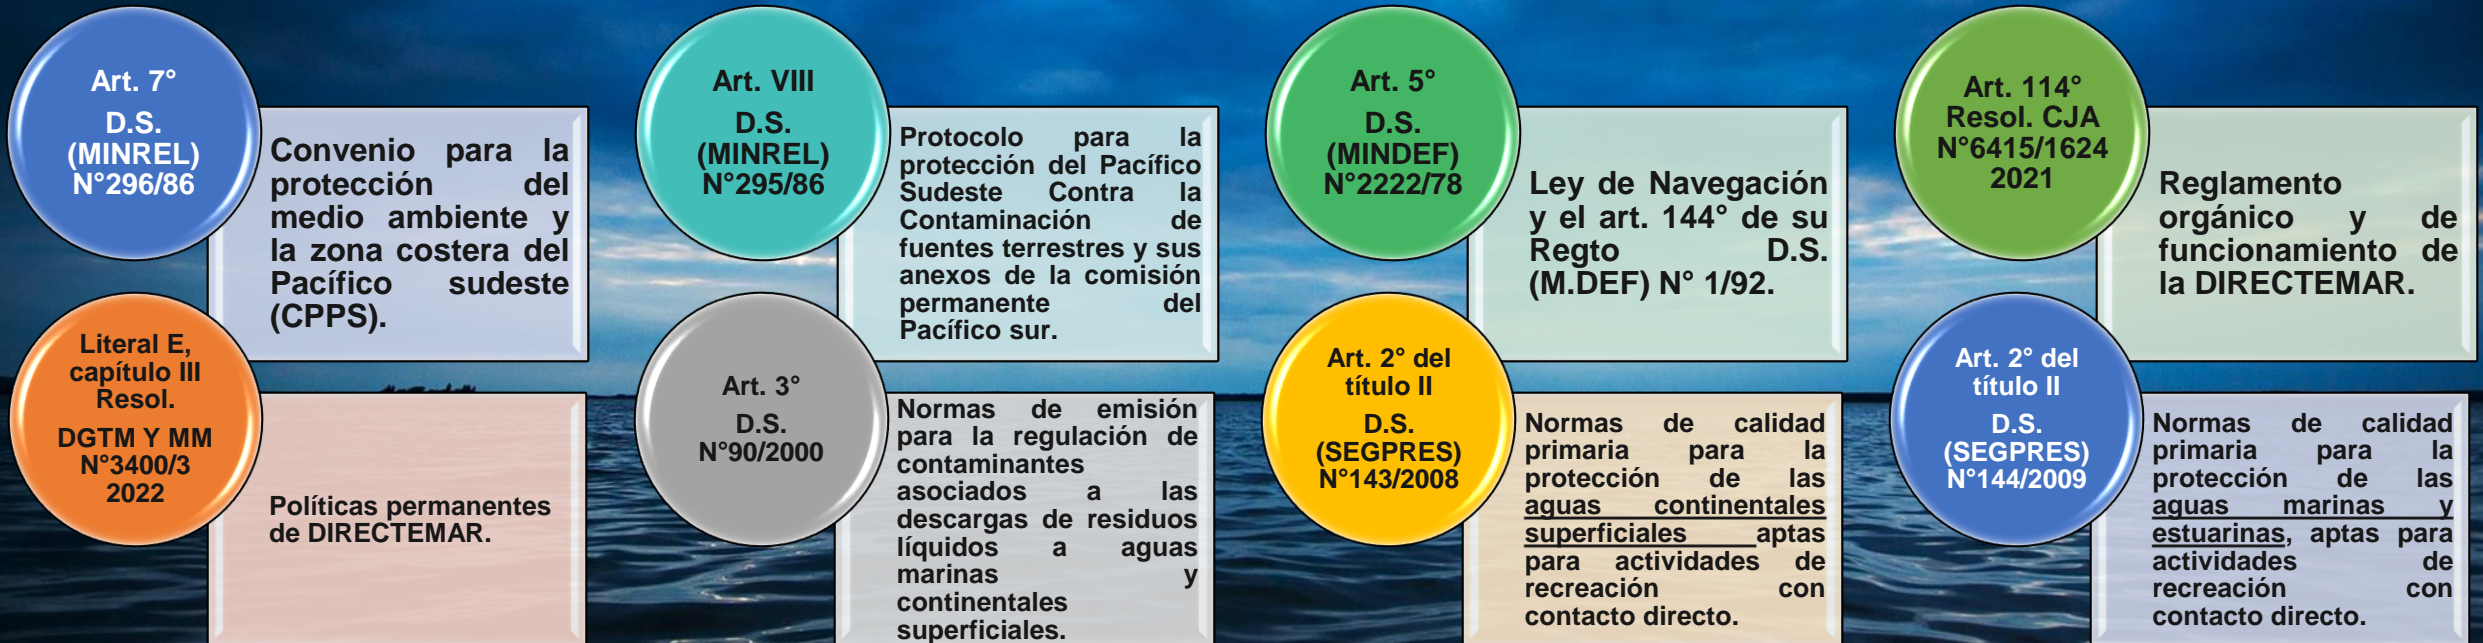 Art. 7°
D.S.
(MINREL)
N°296/86
Convenio para la
protección del
medio ambiente y
la zona costera del
Pacífico sudeste
(CPPS).
Art. VIII
D.S.
(MINREL)
N°295/86
Protocolo para la
protección del Pacífico
Sudeste Contra la
Contaminación de
fuentes terrestres y sus
anexos de la comisión
permanente del
Pacífico sur.
Art. 5°
D.S.
(MINDEF)
N°2222/78
Ley de Navegación
y el art. 144° de su
Regto D.S.
(M.DEF) N° 1/92.
Art. 114°
Resol. CJA
N°6415/1624
2021
Reglamento
orgánico y de
funcionamiento de
la DIRECTEMAR.
Literal E,
capítulo III
Resol.
DGTM Y MM
N°3400/3
2022
Políticas permanentes
de DIRECTEMAR.
Art. 3°
D.S.
N°90/2000
Normas de emisión
para la regulación de
contaminantes
asociados a las
descargas de residuos
líquidos a aguas
marinas y
continentales
superficiales.
Art. 2° del
título II
D.S.
(SEGPRES)
N°143/2008
Normas de calidad
primaria para la
protección de las
aguas continentales
superficiales aptas
para actividades de
recreación con
contacto directo.
Art. 2° del
título II
D.S.
(SEGPRES)
N°144/2009
Normas de calidad
primaria para la
protección de las
aguas marinas y
estuarinas, aptas para
actividades de
recreación con
contacto directo.